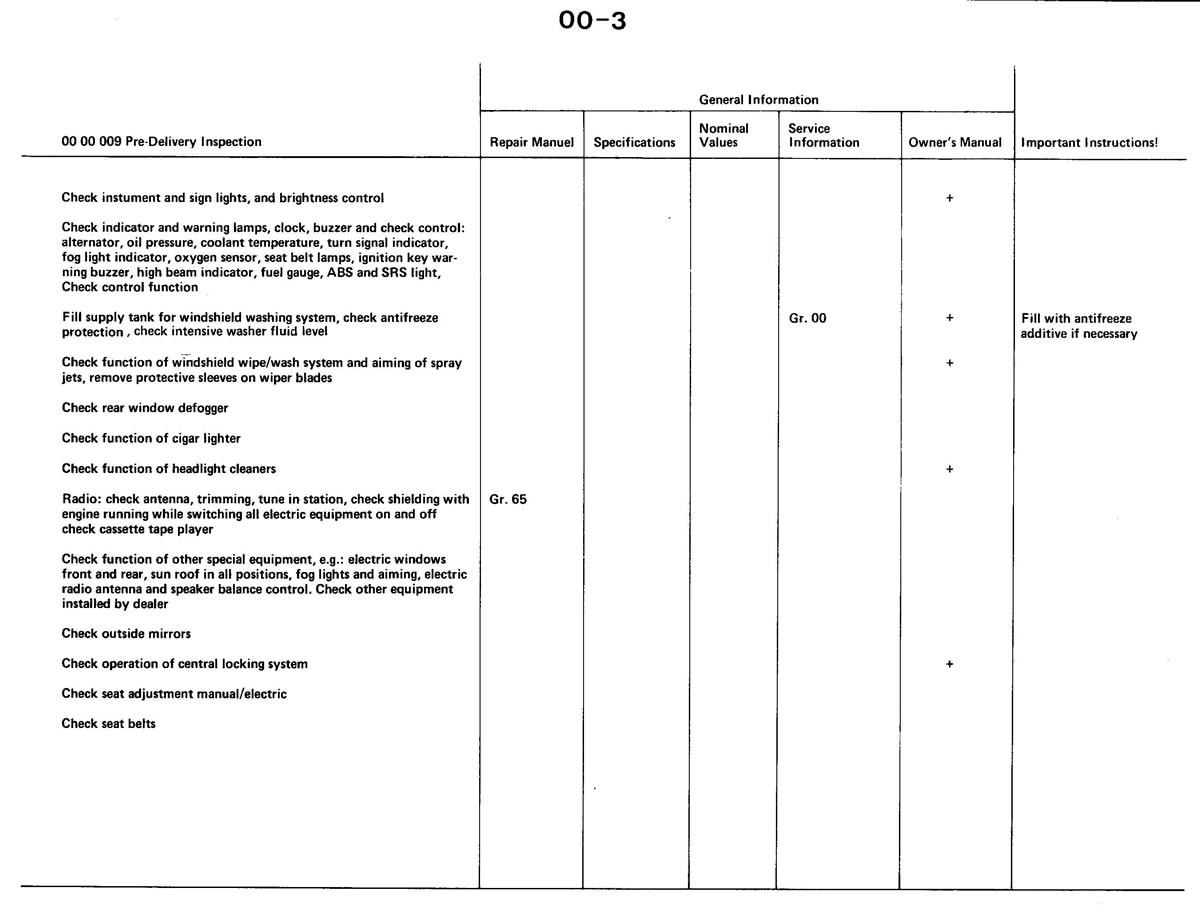 00-3
General Information
00 00 009 Pre-Delivery Inspection
Repair Manuel
Specifications
Nominal
Values
Service
Information
Owner's Manual
Important Instructions!
Check instument and sign lights, and brightness control
+
Check indicator and warning lamps, clock, buzzer and check control:
alternator, oil pressure, coolant temperature, turn signal indicator,
fog light indicator, oxygen sensor, seat belt lamps, ignition key war-
ning buzzer, high beam indicator, fuel gauge, ABS and SRS light,
Check control function
Fill supply tank for windshield washing system, check antifreeze
protection, check intensive washer fluid level
Gr. 00
+
Fill with antifreeze
additive if necessary
Check function of windshield wipe/wash system and aiming of spray
jets, remove protective sleeves on wiper blades
+
Check rear window defogger
Check function of cigar lighter
Check function of headlight cleaners
+
Radio: check antenna, trimming, tune in station, check shielding with
engine running while switching all electric equipment on and off
check cassette tape player
Gr. 65
Check function of other special equipment, e.g.: electric windows
front and rear, sun roof in all positions, fog lights and aiming, electric
radio antenna and speaker balance control. Check other equipment
installed by dealer
Check outside mirrors
Check operation of central locking system
+
Check seat adjustment manual/electric
Check seat belts